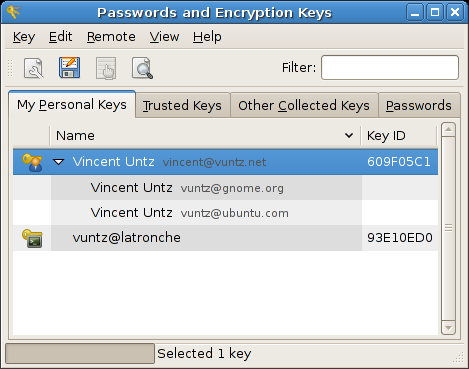 Passwords and Encryption Keys
Key Edit Remote View Help
Filter:
My Personal Keys Trusted Keys Other Collected Keys Passwords
Name Key ID
Vincent Untz vincent@vuntz.net 609F05C1
Vincent Untz vuntz@gnome.org
Vincent Untz vuntz@ubuntu.com
vuntz@latronche 93E10ED0
Selected 1 key